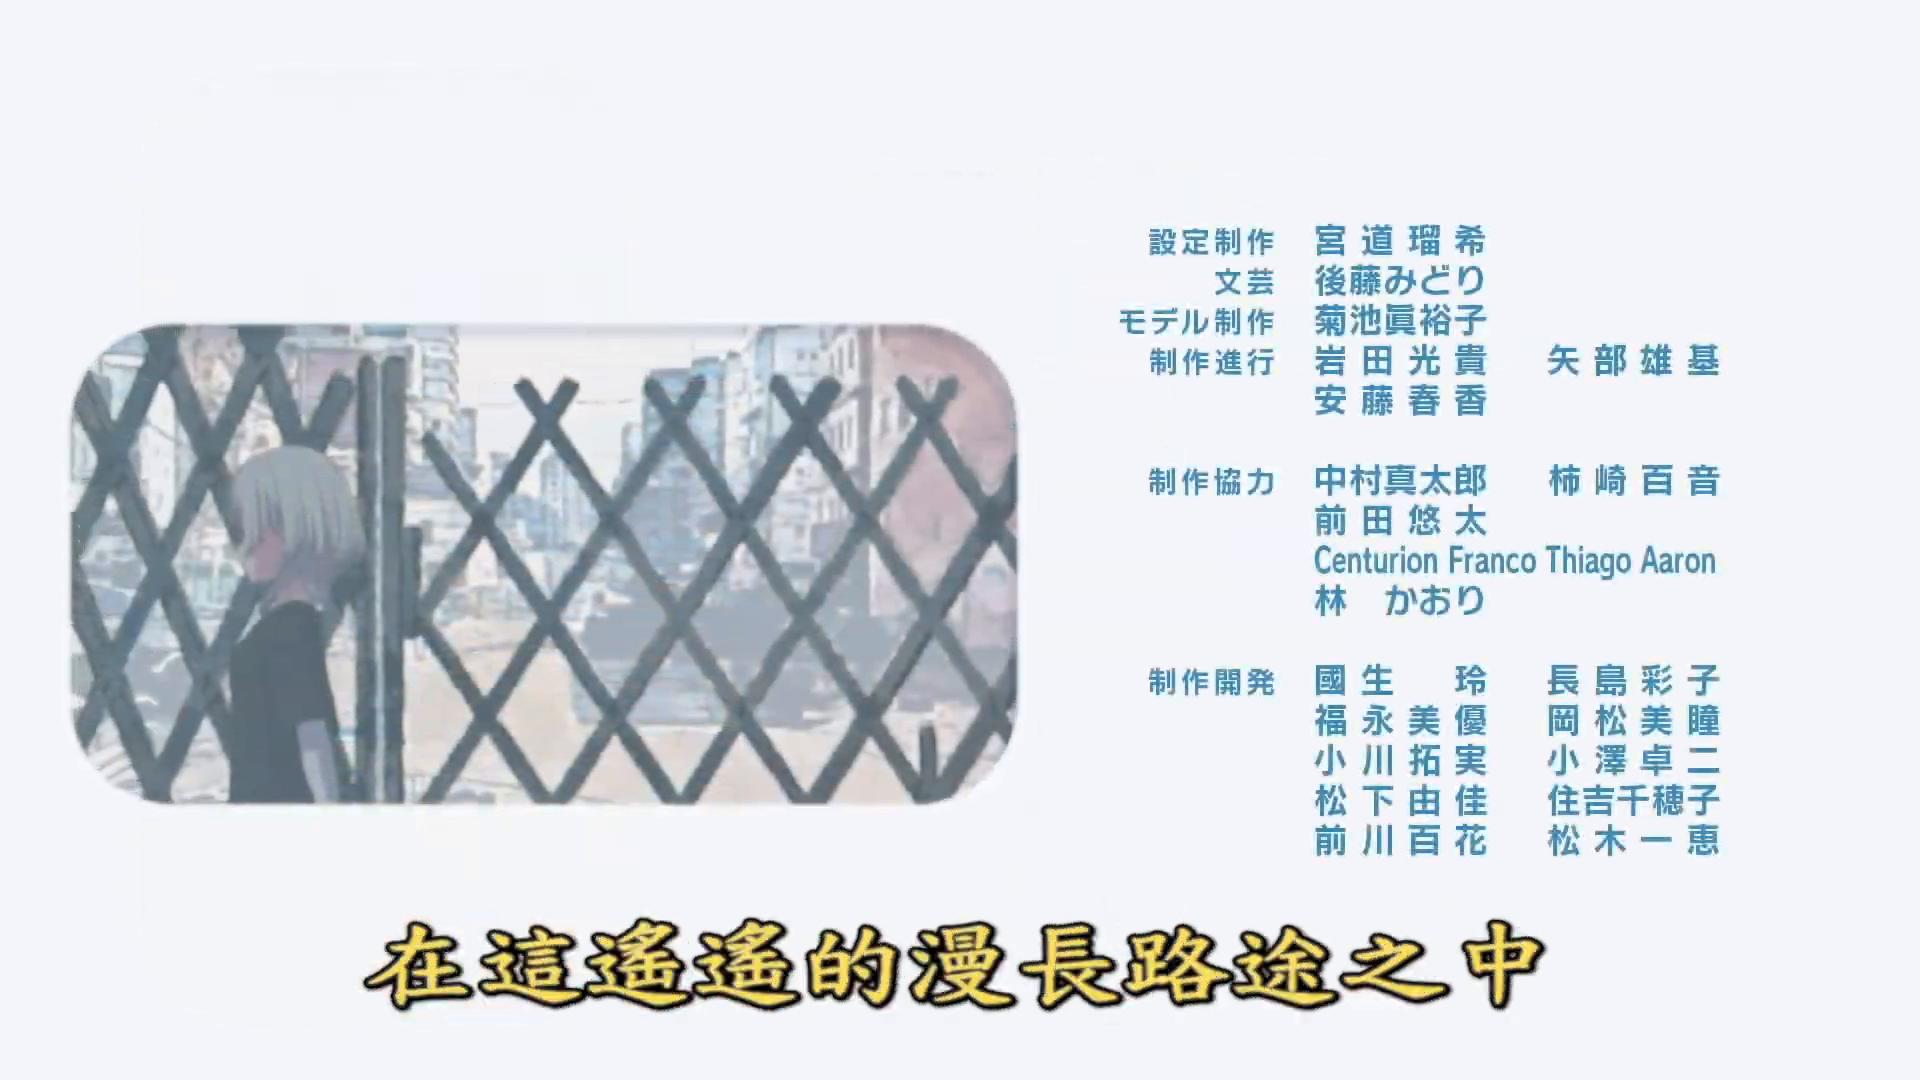 設定制作 宮道瑠希
文芸 後藤みどり
モデル制作 菊池眞裕子
制作進行 岩田光貴 矢部雄基
安藤春香
制作協力 中村真太郎 柿崎百音
前田悠太
Centurion Franco Thiago Aaron
林 かおり
制作開発 國生 玲 長島彩子
福永美優 岡松美瞳
小川拓実 小澤卓二
松下由佳 住吉千穂子
前川百花 松木一恵
在這遙遙的漫長路途之中